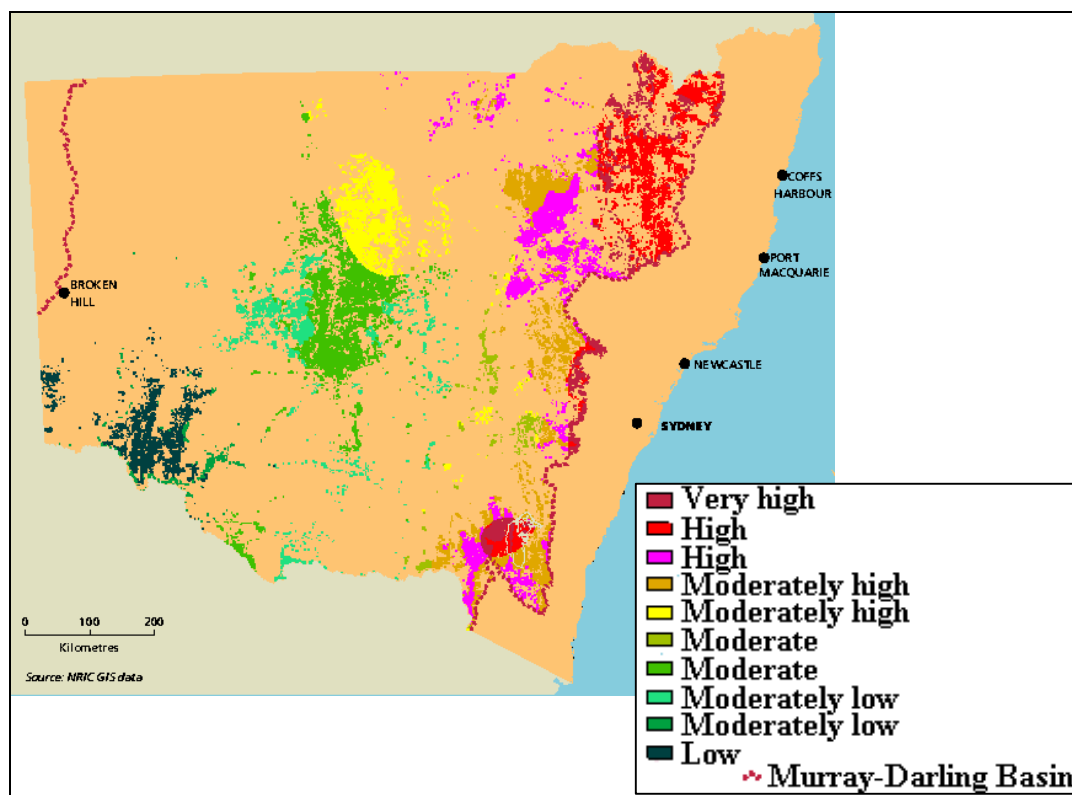 COFFS
HARBOUR
PORT
MACQUARIE
BROKEN
HILL
NEWCASTLE
SYDNEY
0 100 200
Kilometres
Source: NRIC GIS data
Very high
High
High
Moderately high
Moderately high
Moderate
Moderate
Moderately low
Moderately low
Low
Murray-Darling Basin